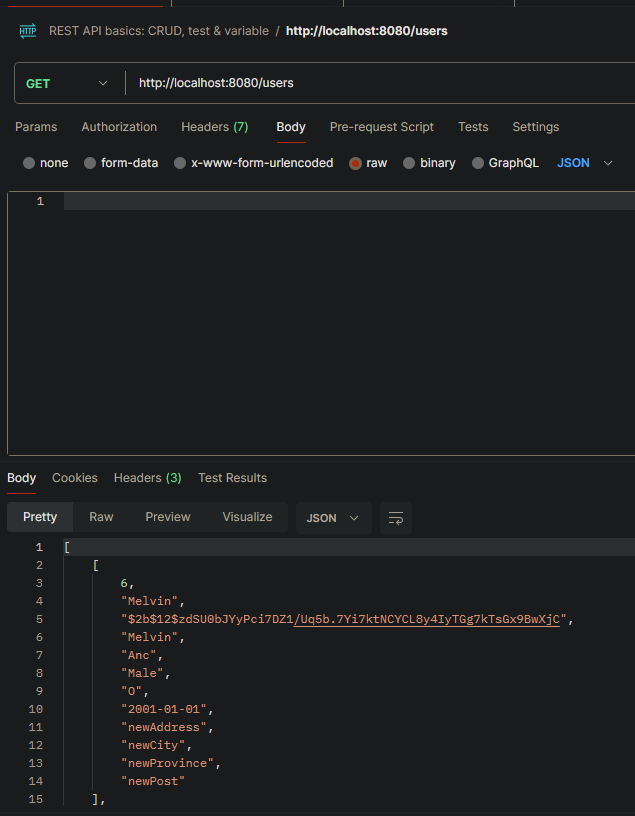 HTTP REST API basics: CRUD, test & variable / http://localhost:8080/users
GET http://localhost:8080/users
Params Authorization Headers (7) Body Pre-request Script Tests Settings
none form-data x-www-form-urlencoded raw binary GraphQL JSON
1
Body Cookies Headers (3) Test Results
Pretty Raw Preview Visualize JSON
1 [
2 [
3 6,
4 "Melvin",
5 "$2b$12$zdSU0bJYyPci7DZ1/Uq5b.7Yi7ktNCYCL8y4IyTGg7kTsGx9BwXjC",
6 "Melvin",
7 "Anc",
8 "Male",
9 "O",
10 "2001-01-01",
11 "newAddress",
12 "newCity",
13 "newProvince",
14 "newPost"
15 ],